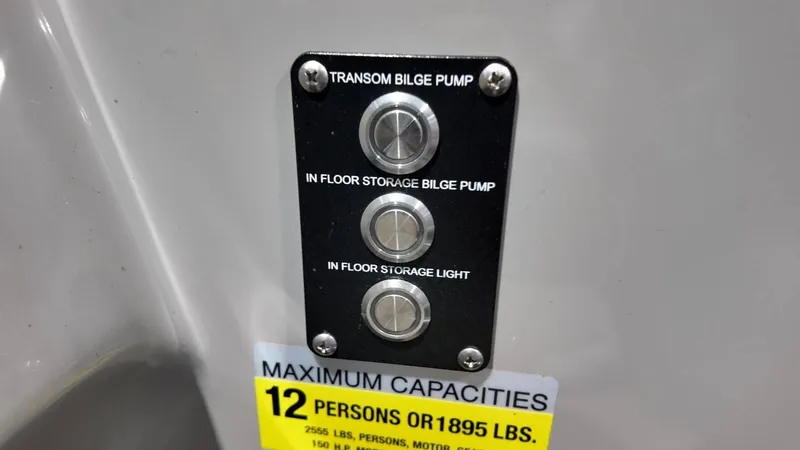 TRANSOM BILGE PUMP
IN FLOOR STORAGE BILGE PUMP
IN FLOOR STORAGE LIGHT
MAXIMUM CAPACITIES
12 PERSONS OR 1895 LBS.
2555 LBS, PERSONS, MOTOR,
150 H.P.